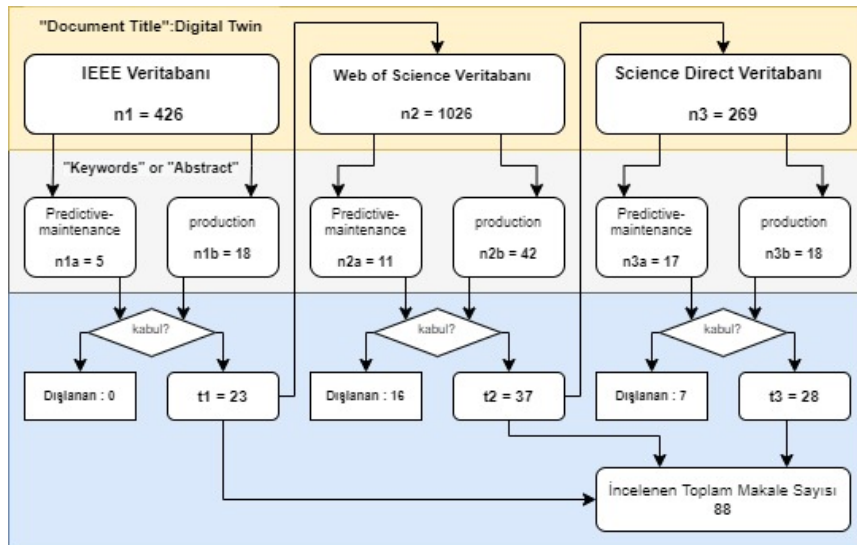 "Document Title":Digital Twin
IEEE Veritabanı
n1 = 426
Web of Science Veritabanı
n2 = 1026
Science Direct Veritabanı
n3 = 269
"Keywords" or "Abstract"
Predictive-
maintenance
n1a = 5
production
n1b = 18
Predictive-
maintenance
n2a = 11
production
n2b = 42
Predictive-
maintenance
n3a = 17
production
n3b = 18
kabul?
kabul?
kabul?
Dışlanan : 0
t1 = 23
Dışlanan : 16
t2 = 37
Dışlanan : 7
t3 = 28
İncelenen Toplam Makale Sayısı
88